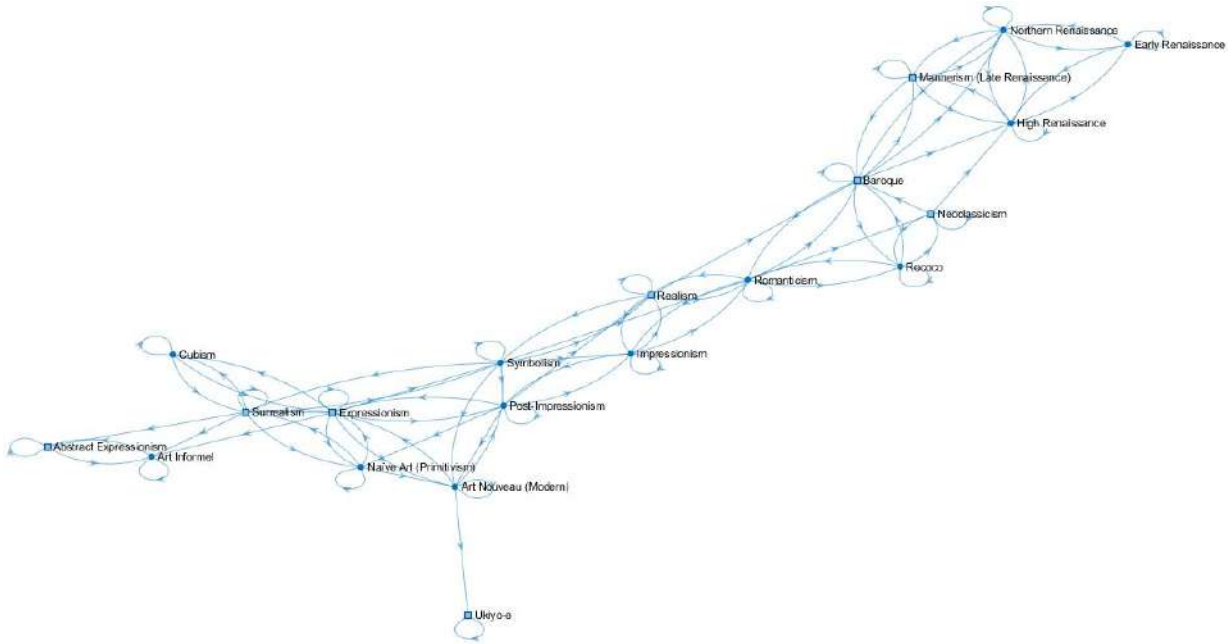 Northern Renaissance
Early Renaissance
Mannerism (Late Renaissance)
High Renaissance
Baroque
Neoclassicism
Rococo
Romanticism
Realism
Impressionism
Cubism
Symbolism
Post-Impressionism
Surrealism
Expressionism
Abstract Expressionism
Art Informel
Naïve Art (Primitivism)
Art Nouveau (Modern)
Ukiyo-e